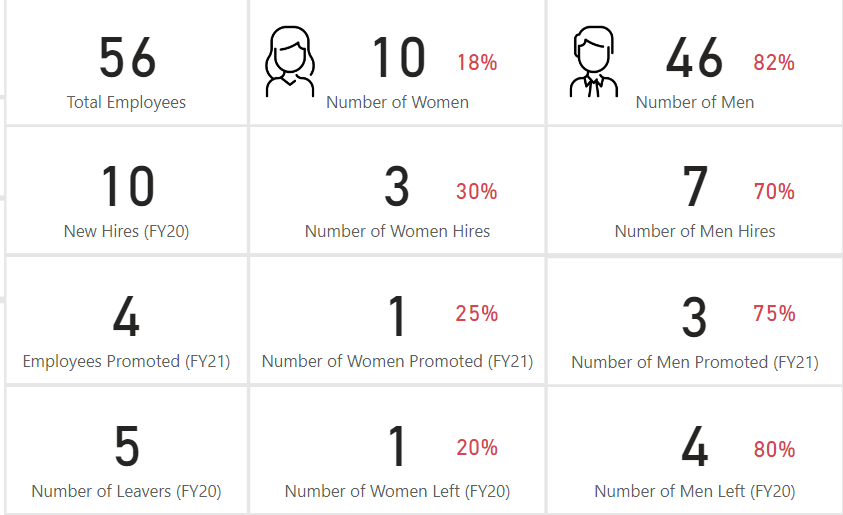 56
Total Employees
10 18%
Number of Women
46 82%
Number of Men
10
New Hires (FY20)
3 30%
Number of Women Hires
7 70%
Number of Men Hires
4
Employees Promoted (FY21)
1 25%
Number of Women Promoted (FY21)
3 75%
Number of Men Promoted (FY21)
5
Number of Leavers (FY20)
1 20%
Number of Women Left (FY20)
4 80%
Number of Men Left (FY20)